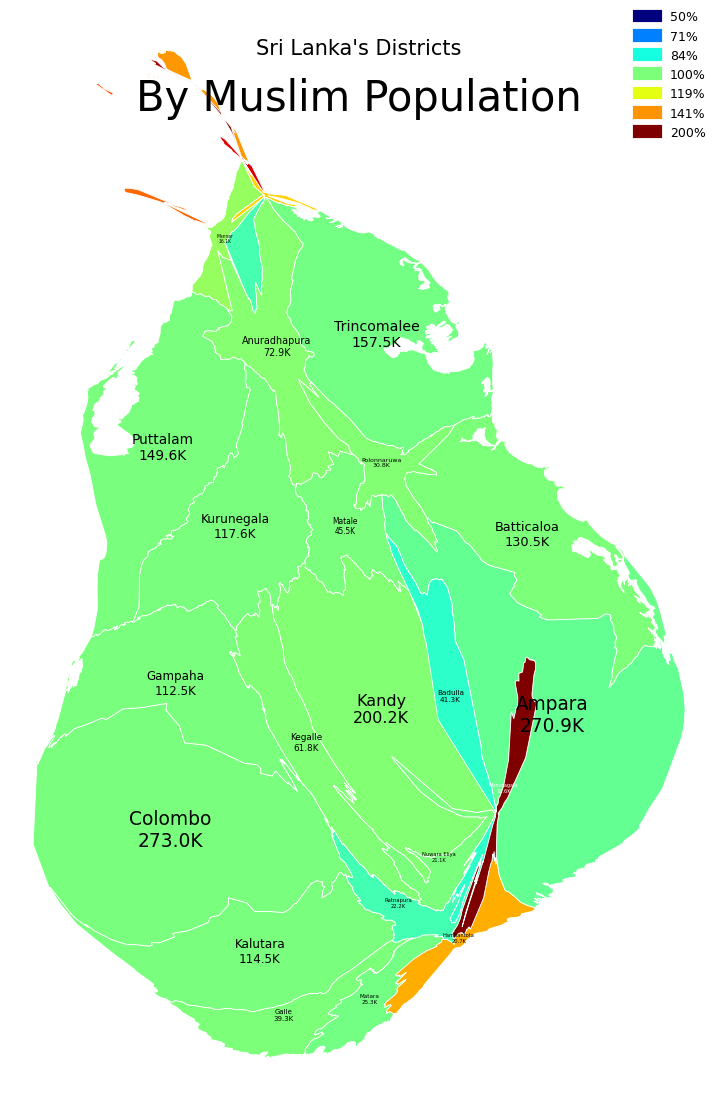 50%
71%
84%
100%
119%
141%
200%
Sri Lanka's Districts
By Muslim Population
Mannar
16.1K
Trincomalee
157.5K
Anuradhapura
72.9K
Puttalam
149.6K
Polonnaruwa
30.8K
Kurunegala
117.6K
Matale
45.5K
Batticaloa
130.5K
Gampaha
112.5K
Kandy
200.2K
Badulla
41.3K
Ampara
270.9K
Kegalle
61.8K
Colombo
273.0K
Nuwara Eliya
21.1K
Ratnapura
22.2K
Kalutara
114.5K
Hambantota
Matara
25.3K
Galle
39.3K